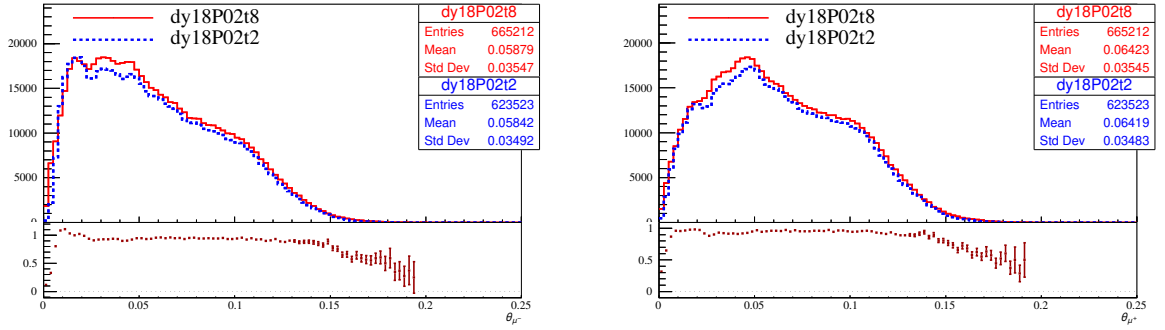 dy18P02t8
dy18P02t2
dy18P02t8
Entries 665212
Mean 0.05879
Std Dev 0.03547
dy18P02t2
Entries 623523
Mean 0.05842
Std Dev 0.03492
20000
15000
10000
5000
0
1
0.5
0
0 0.05 0.1 0.15 0.2 0.25
θμ⁻
dy18P02t8
dy18P02t2
dy18P02t8
Entries 665212
Mean 0.06423
Std Dev 0.03545
dy18P02t2
Entries 623523
Mean 0.06419
Std Dev 0.03483
20000
15000
10000
5000
0
1
0.5
0
0 0.05 0.1 0.15 0.2 0.25
θμ⁺